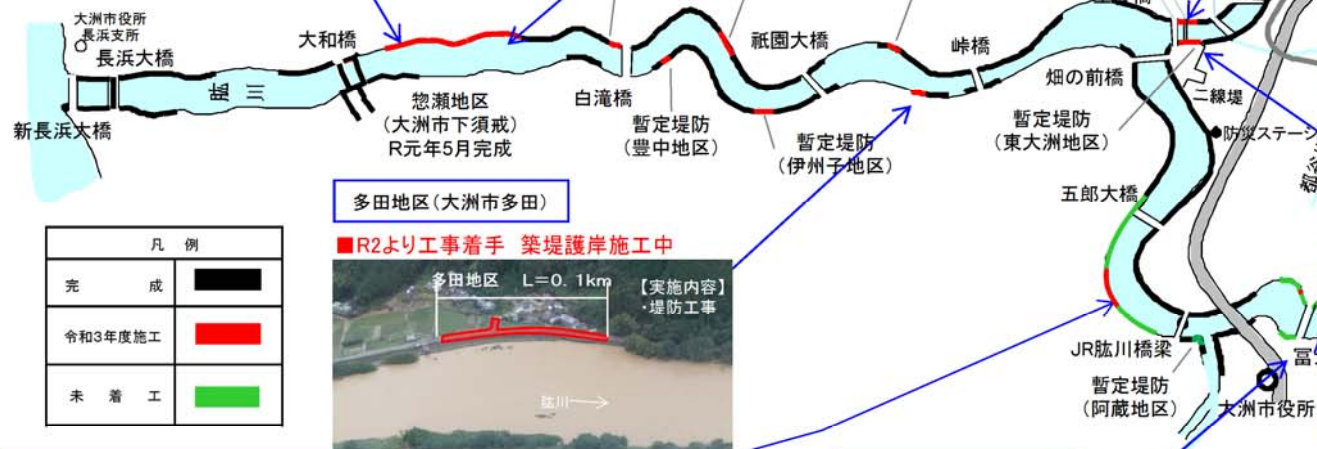 大洲市役所
長浜支所
長浜大橋
新長浜大橋
肱川
大和橋
惣瀬地区
(大洲市下須戒)
R元年5月完成
白滝橋
暫定堤防
(豊中地区)
祇園大橋
暫定堤防
(伊州子地区)
峠橋
畑の前橋
暫定堤防
(東大洲地区)
二線堤
防災ステーシ
五郎大橋
JR肱川橋梁
暫定堤防
(阿蔵地区)
大洲市役所
冨
多田地区(大洲市多田)
■R2より工事着手 築堤護岸施工中
多田地区 L=0.1km
【実施内容】
・堤防工事
肱川
凡 例
完 成
令和3年度施工
未 着 工